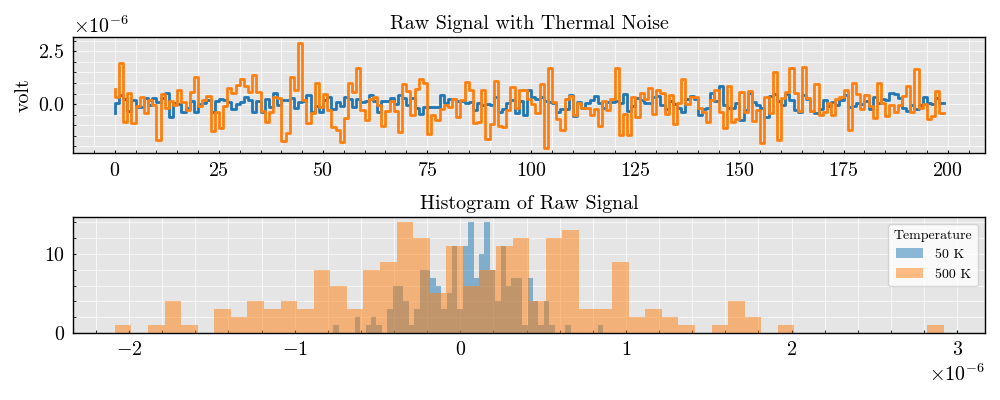 Raw Signal with Thermal Noise
×10⁻⁶
volt
2.5
0.0
0 25 50 75 100 125 150 175 200
Histogram of Raw Signal
10
0
Temperature
50 K
500 K
−2 −1 0 1 2 3
×10⁻⁶